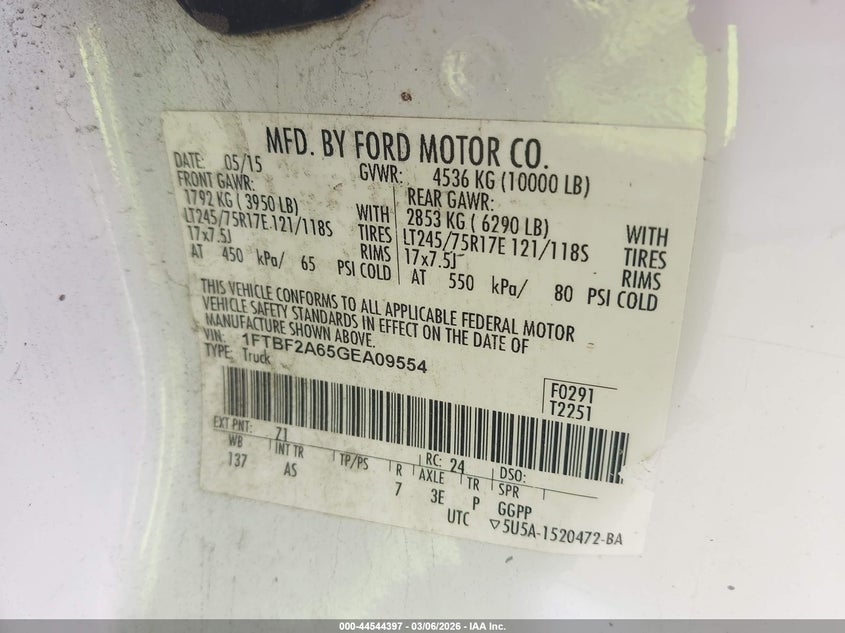 MFD. BY FORD MOTOR CO.
DATE: 05/15 GVWR: 4536 KG (10000 LB)
FRONT GAWR: REAR GAWR:
1792 KG ( 3950 LB) WITH 2853 KG ( 6290 LB) WITH
LT245/75R17E 121/118S TIRES LT245/75R17E 121/118S TIRES
17x7.5J RIMS 17x7.5J RIMS
AT 450 kPa/ 65 PSI COLD AT 550 kPa/ 80 PSI COLD
THIS VEHICLE CONFORMS TO ALL APPLICABLE FEDERAL MOTOR
VEHICLE SAFETY STANDARDS IN EFFECT ON THE DATE OF
MANUFACTURE SHOWN ABOVE.
VIN: 1FTBF2A65GEA09554
TYPE: Truck
F0291
T2251
EXT PNT: Z1 RC: 24 DSO:
WB INT TR TP/PS R AXLE TR SPR
137 AS 7 3E P GGPP
UTC ▽5U5A-1520472-BA
000-44544397 - 03/06/2026 - IAA Inc.